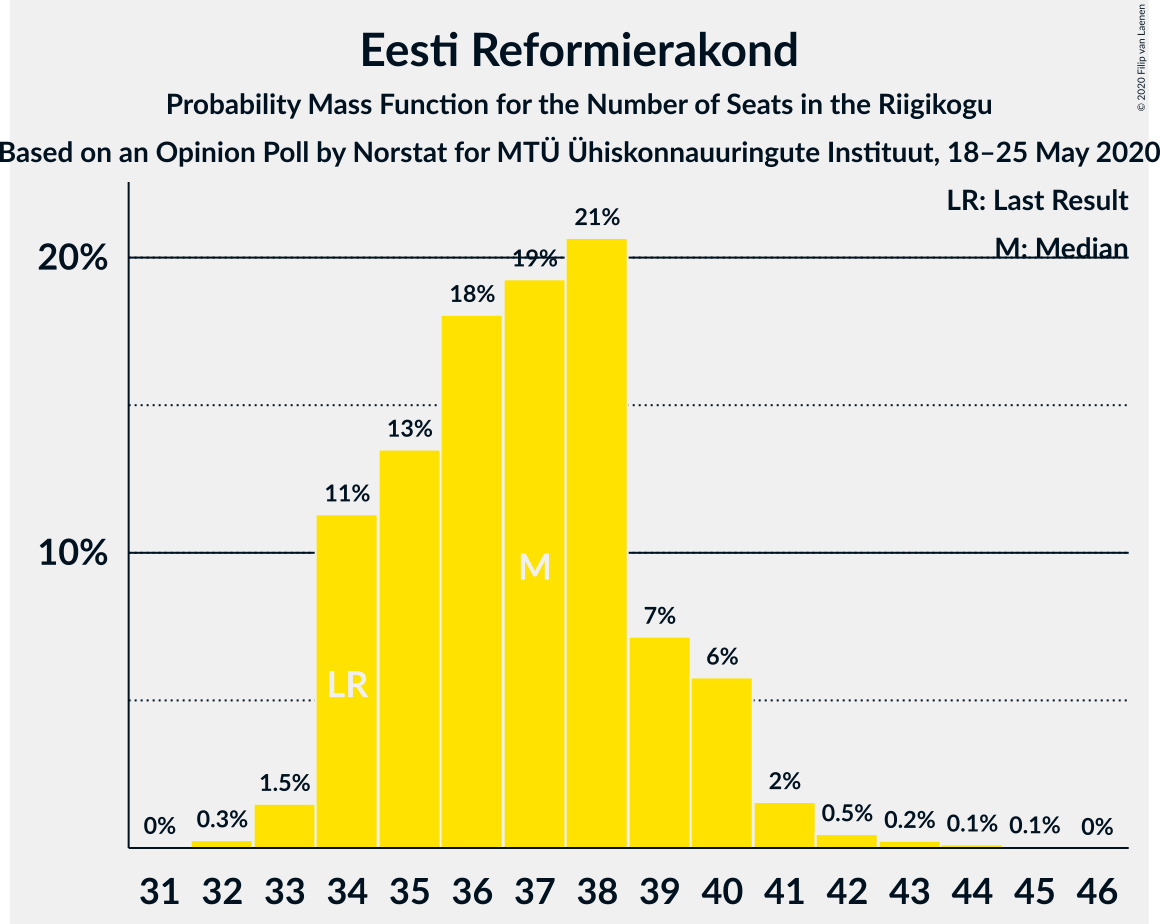 Eesti Reformierakond
Probability Mass Function for the Number of Seats in the Riigikogu
Based on an Opinion Poll by Norstat for MTÜ Ühiskonnauuringute Instituut, 18–25 May 2020
© 2020 Filip van Laenen
LR: Last Result
M: Median
20%
10%
0%
0.3%
1.5%
11%
13%
18%
19%
21%
7%
6%
2%
0.5%
0.2%
0.1%
0.1%
0%
LR
M
31 32 33 34 35 36 37 38 39 40 41 42 43 44 45 46